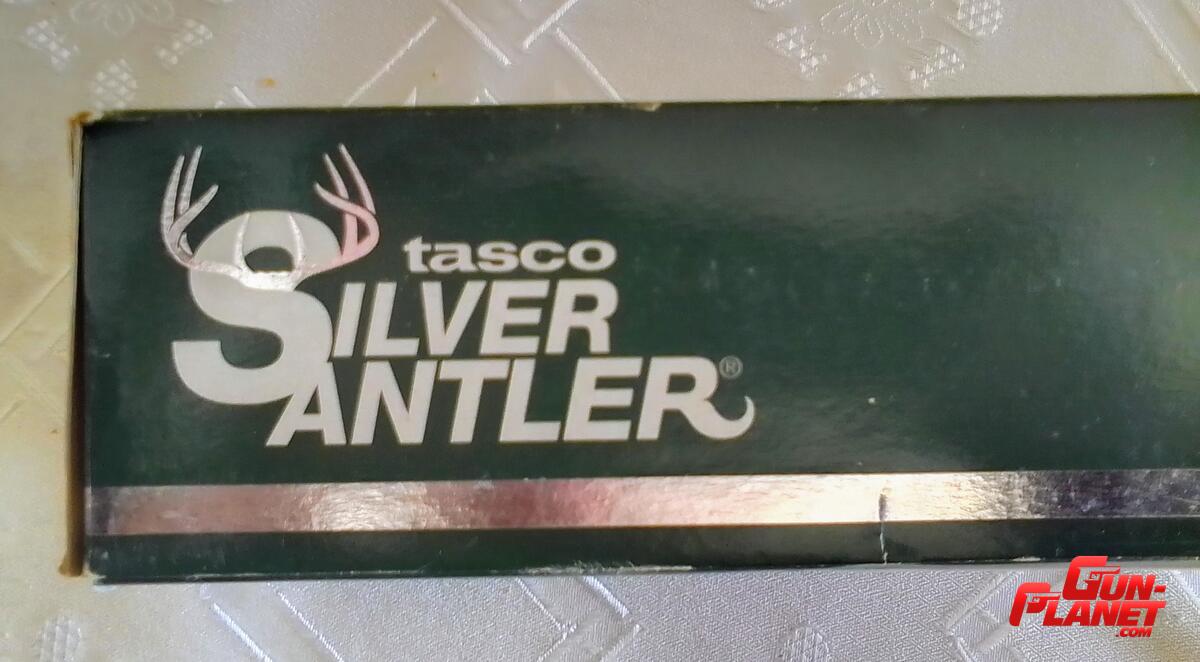 tasco
SILVER
ANTLER®
GUN-
PLANET
.COM